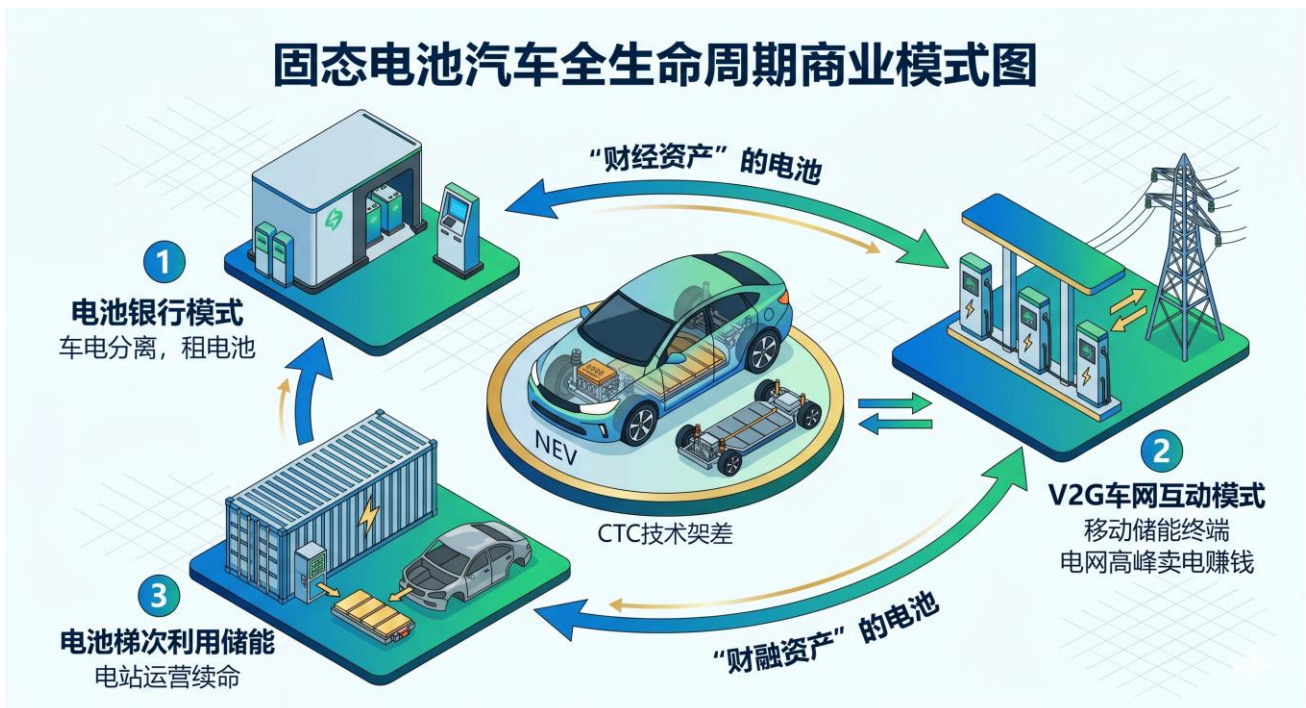 固态电池汽车全生命周期商业模式图
“财经资产”的电池
1
电池银行模式
车电分离，租电池
NEV
CTC技术架差
2
V2G车网互动模式
移动储能终端
电网高峰卖电赚钱
3
电池梯次利用储能
电站运营续命
“财融资产”的电池